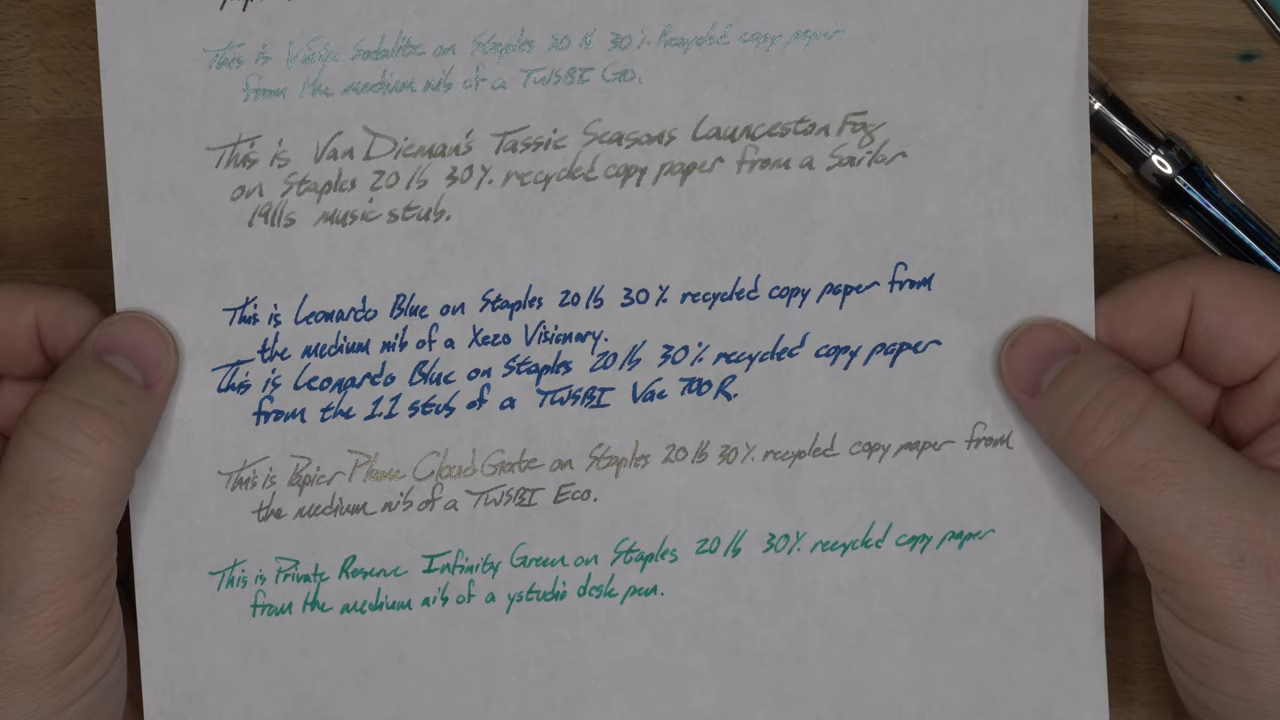 This is Vinta Sodalite on Staples 20 lb 30% Recycled copy paper
from the medium nib of a TWSBI Go.
This is Van Dieman's Tassie Seasons Launceston Fog
on Staples 20 lb 30% recycled copy paper from a Sailor
1911s music stub.
This is Leonardo Blue on Staples 20 lb 30% recycled copy paper from
the medium nib of a Xezo Visionary.
This is Leonardo Blue on Staples 20 lb 30% recycled copy paper
from the 1.1 stub of a TWSBI Vac 700R.
This is Papier Plume Cloud Gate on Staples 20 lb 30% recycled copy paper from
the medium nib of a TWSBI Eco.
This is Private Reserve Infinity Green on Staples 20 lb 30% recycled copy paper
from the medium nib of a ystudio desk pen.